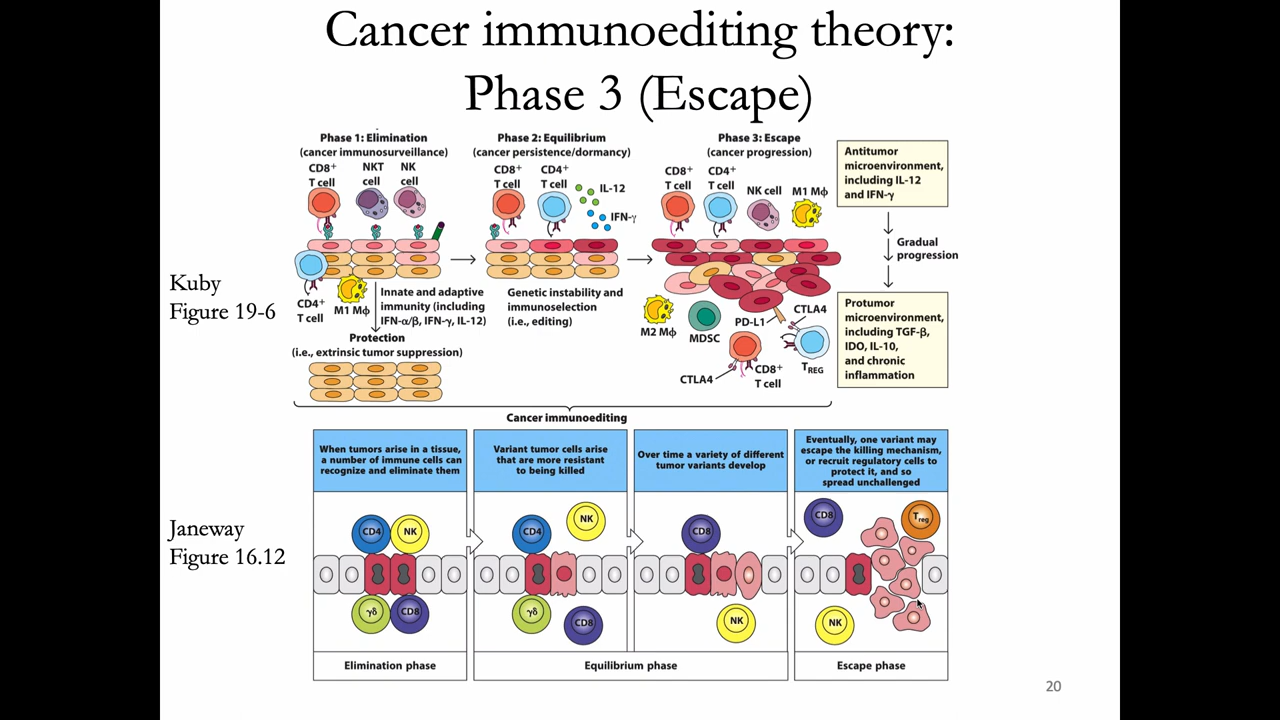 Cancer immunoediting theory:
Phase 3 (Escape)
Kuby
Figure 19-6
Phase 1: Elimination
(cancer immunosurveillance)
CD8+
T cell
NKT
cell
NK
cell
CD4+
T cell
M1 Mϕ
Innate and adaptive
immunity (including
IFN-α/β, IFN-γ, IL-12)
Protection
(i.e., extrinsic tumor suppression)
Phase 2: Equilibrium
(cancer persistence/dormancy)
CD8+
T cell
CD4+
T cell
IL-12
IFN-γ
Genetic instability and
immunoselection
(i.e., editing)
Phase 3: Escape
(cancer progression)
CD8+
T cell
CD4+
T cell
NK cell
M1 Mϕ
M2 Mϕ
MDSC
PD-L1
CTLA4
CTLA4
CD8+
T cell
TREG
Antitumor
microenvironment,
including IL-12
and IFN-γ
Gradual
progression
Protumor
microenvironment,
including TGF-β,
IDO, IL-10,
and chronic
inflammation
Cancer immunoediting
Janeway
Figure 16.12
When tumors arise in a tissue,
a number of immune cells can
recognize and eliminate them
CD4
NK
γδ
CD8
Elimination phase
Variant tumor cells arise
that are more resistant
to being killed
CD4
NK
γδ
CD8
Over time a variety of different
tumor variants develop
CD8
NK
Equilibrium phase
Eventually, one variant may
escape the killing mechanism,
or recruit regulatory cells to
protect it, and so
spread unchallenged
CD8
Treg
NK
Escape phase
20